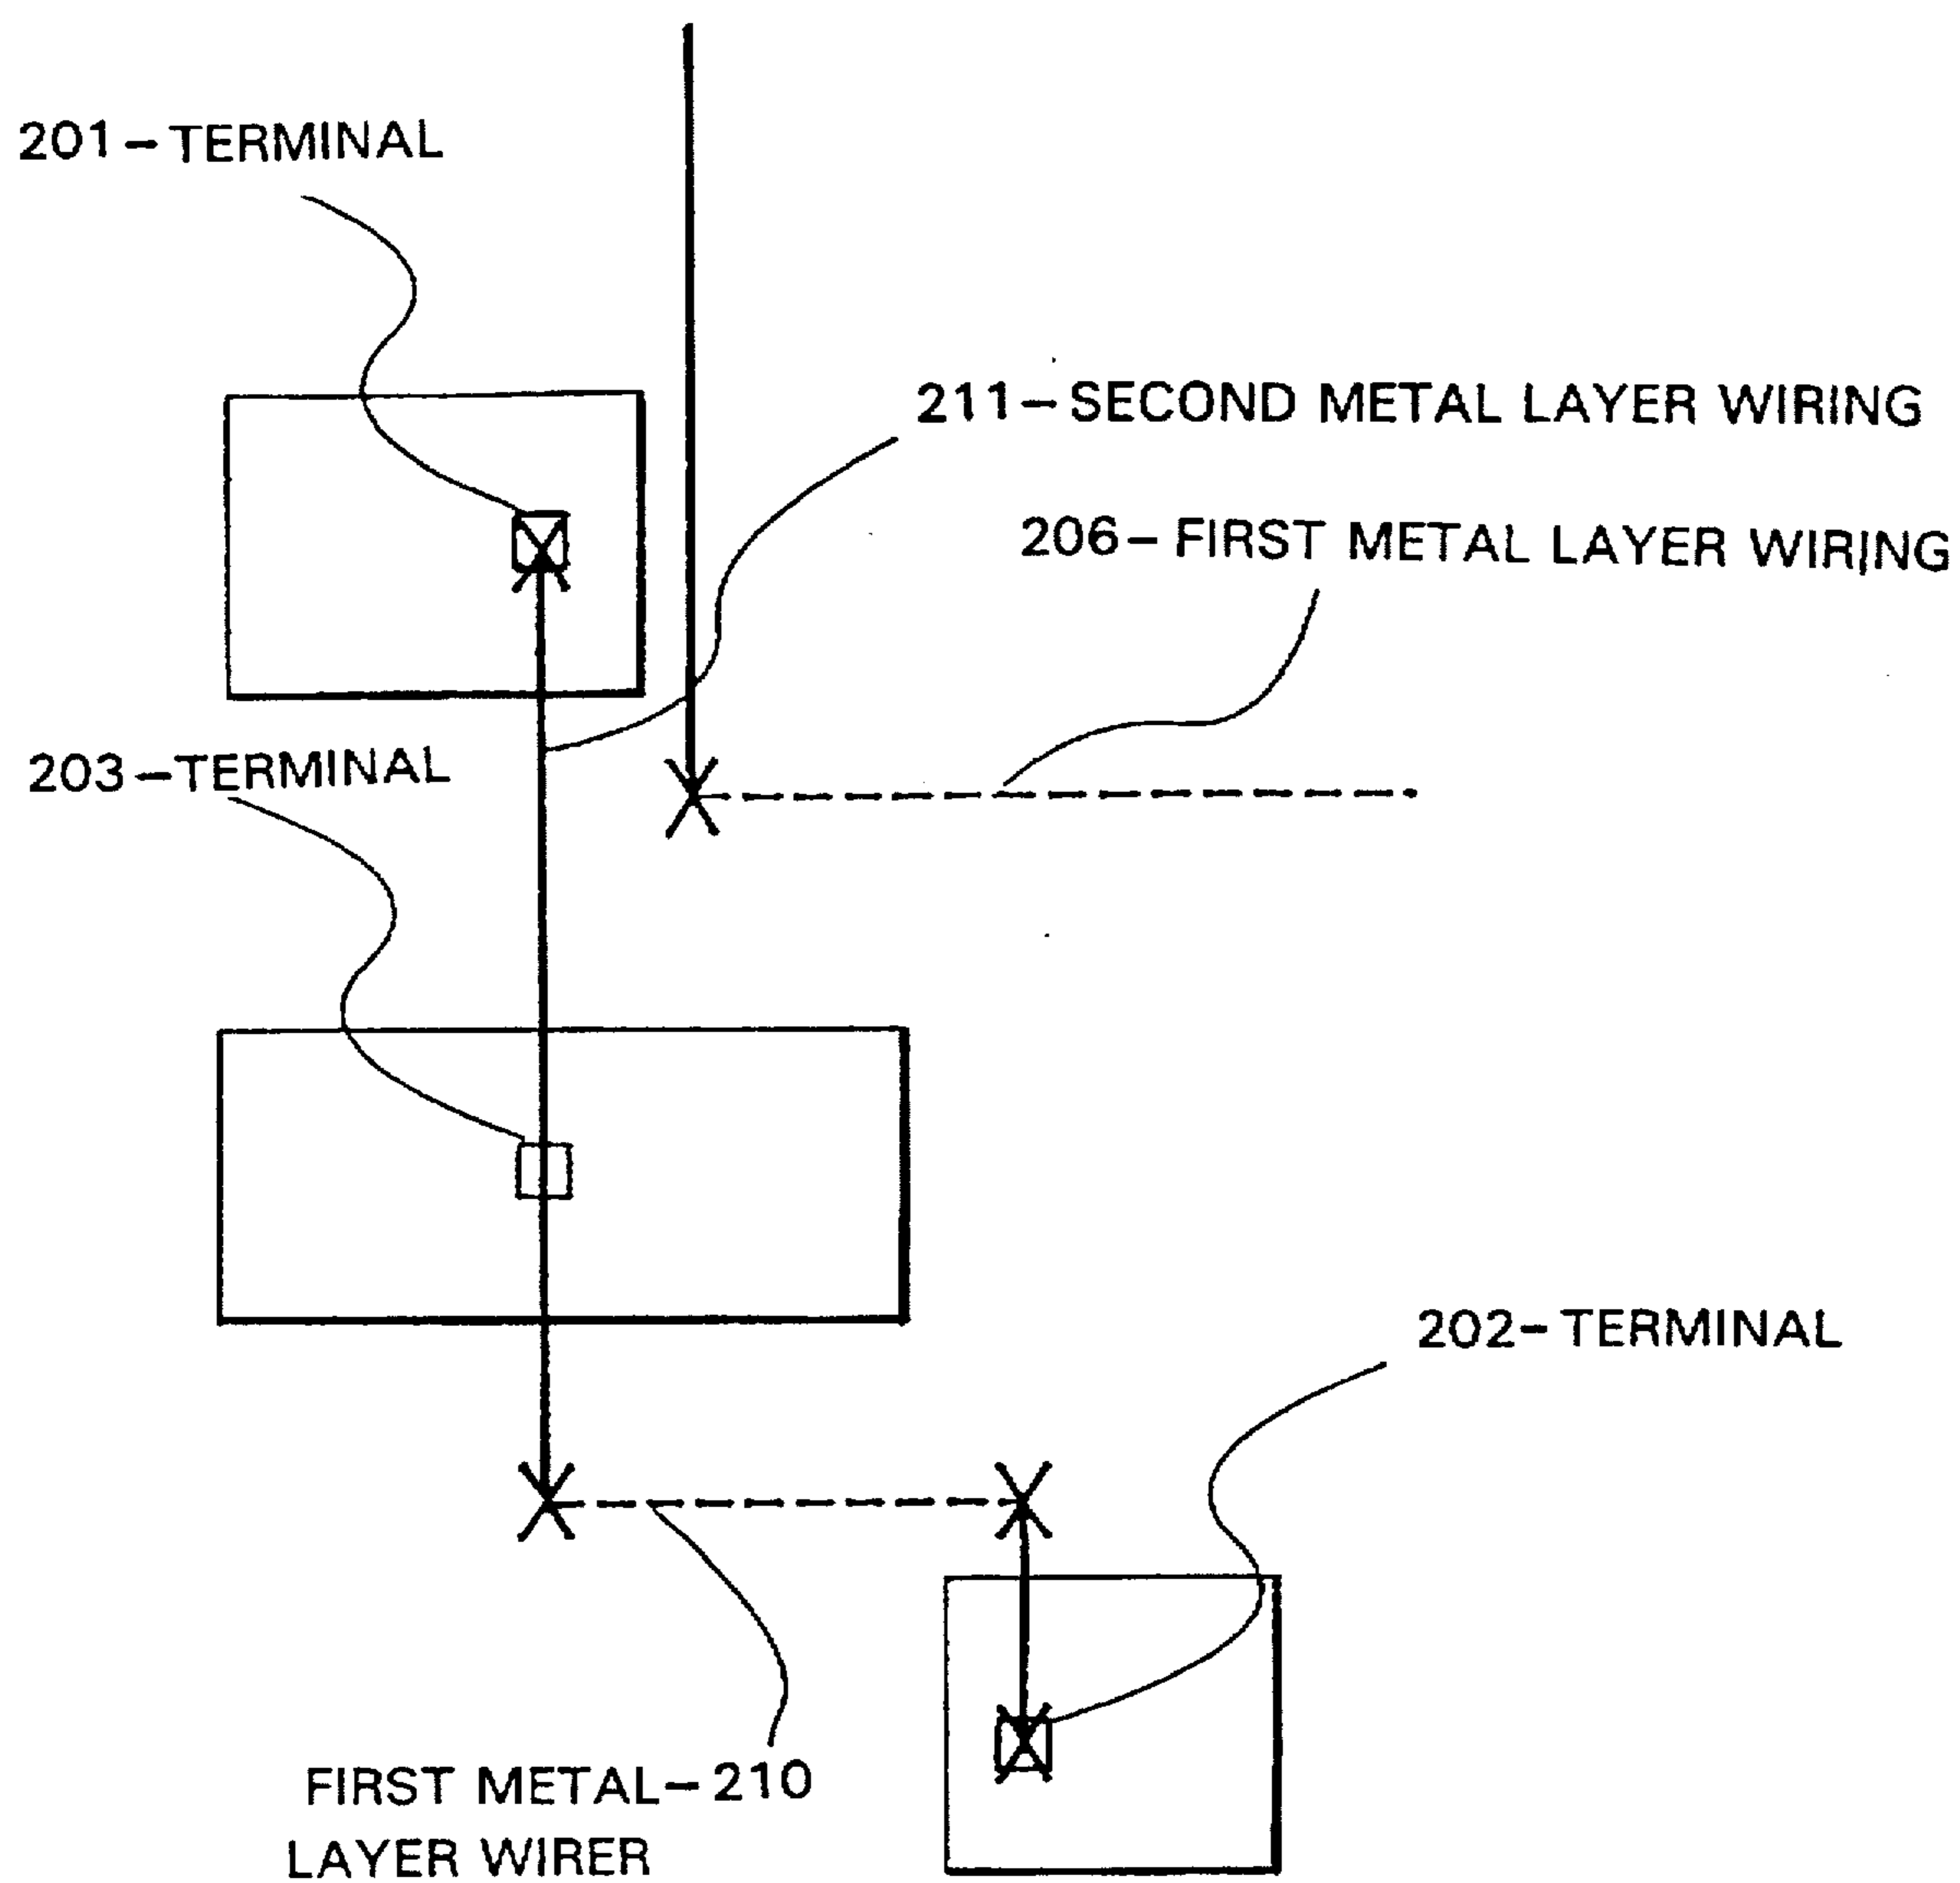 201-TERMINAL
211-SECOND METAL LAYER WIRING
206-FIRST METAL LAYER WIRING
203-TERMINAL
202-TERMINAL
FIRST METAL-210
LAYER WIRER